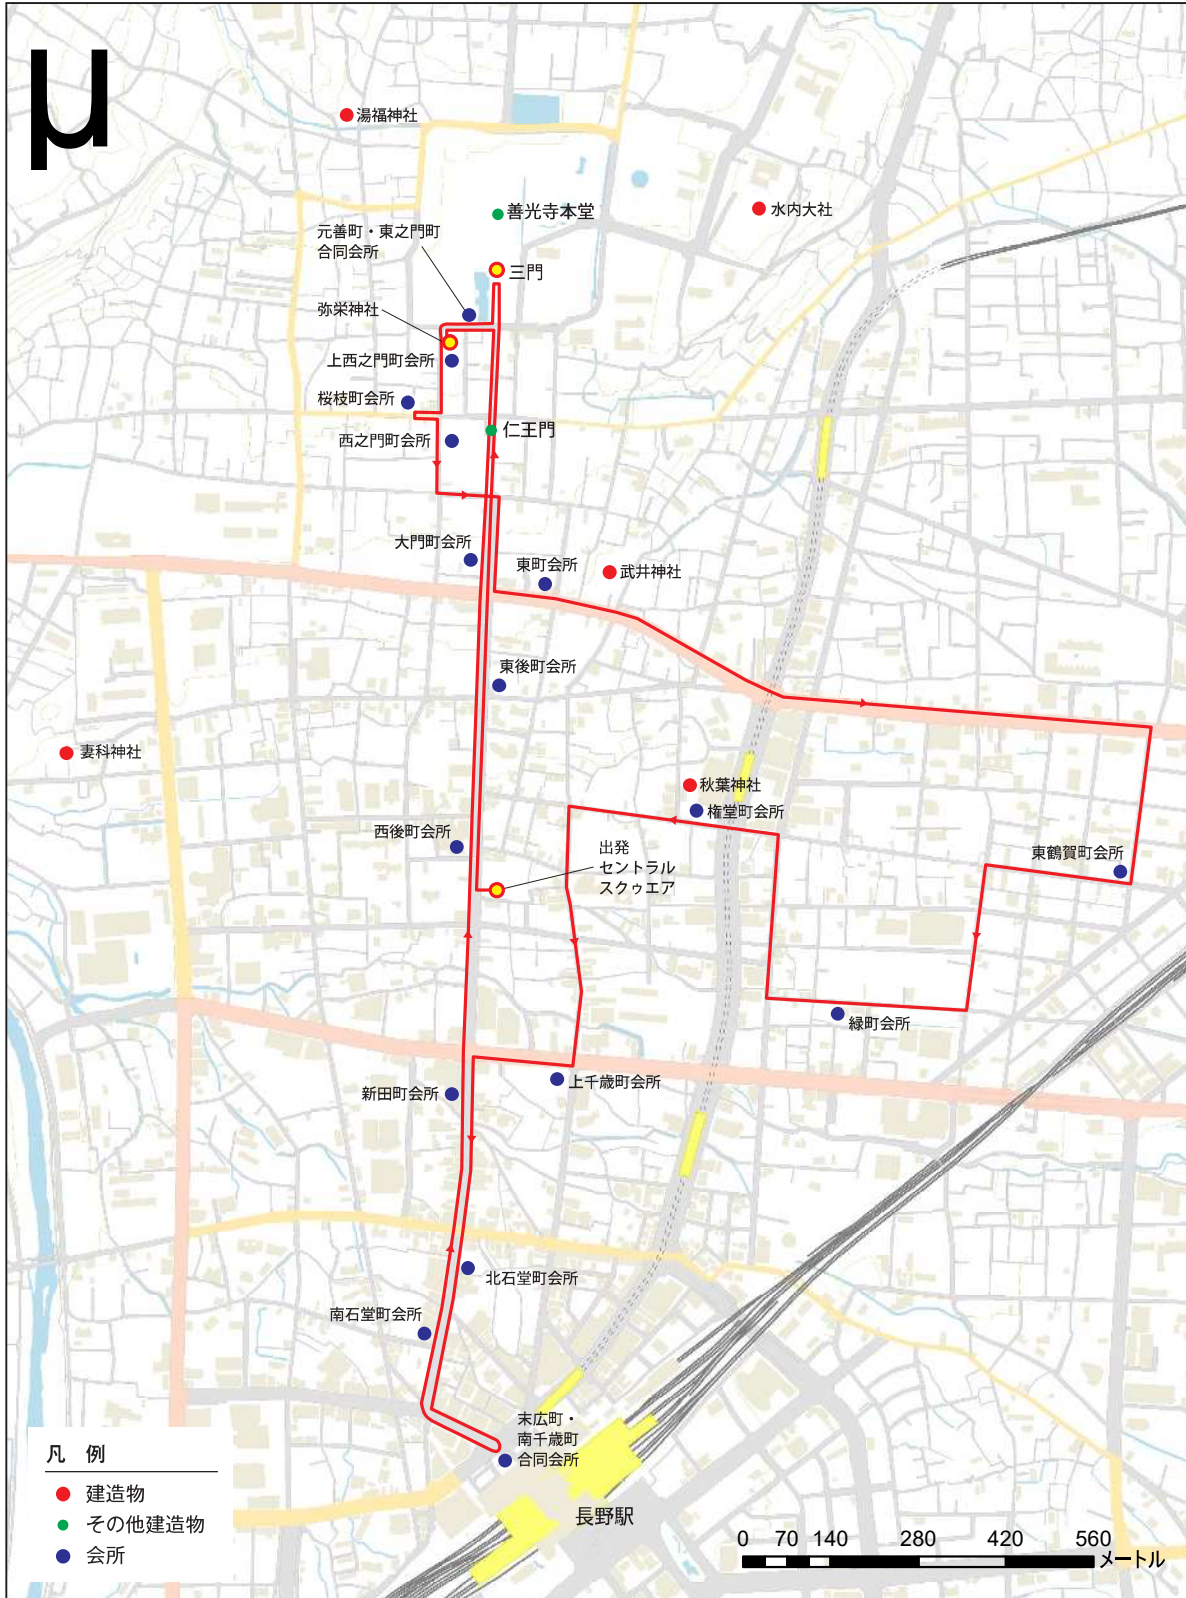 µ
湯福神社
善光寺本堂
水内大社
元善町・東之門町
合同会所
三門
弥栄神社
上西之門町会所
桜枝町会所
仁王門
西之門町会所
大門町会所
東町会所
武井神社
東後町会所
妻科神社
秋葉神社
権堂町会所
西後町会所
出発
セントラル
スクゥエア
東鶴賀町会所
緑町会所
上千歳町会所
新田町会所
北石堂町会所
南石堂町会所
末広町・
南千歳町
合同会所
長野駅
凡 例
建造物
その他建造物
会所
0 70 140 280 420 560
メートル